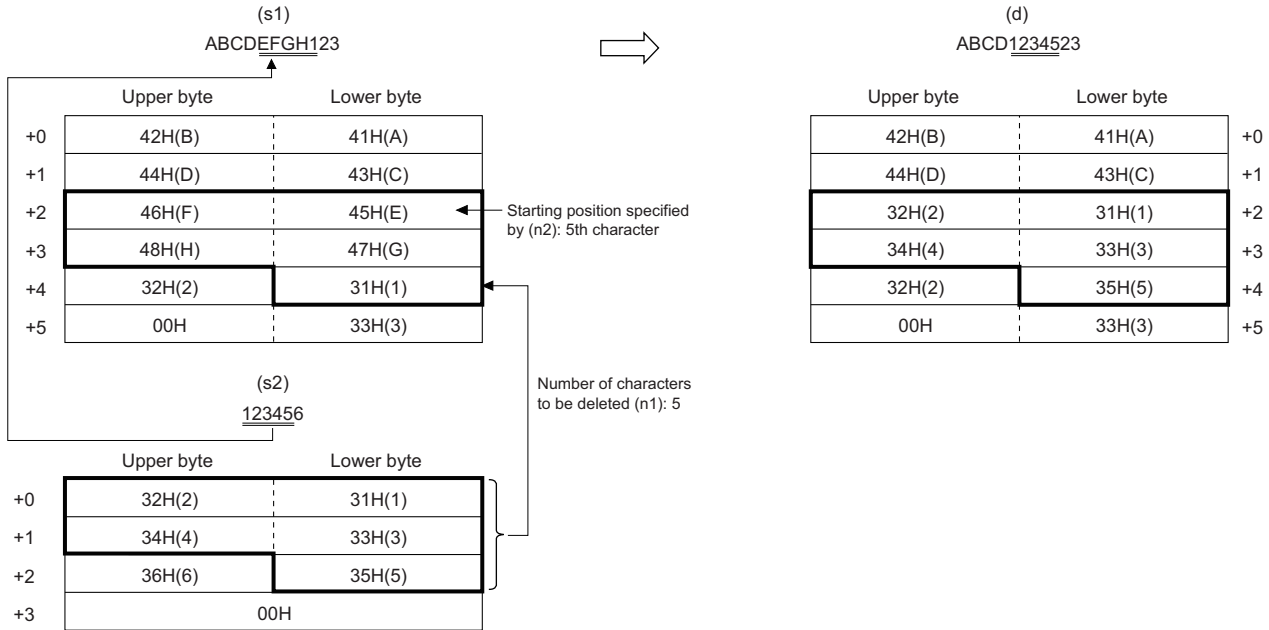 (s1)
ABCDEFGH123
Upper byte Lower byte
+0 42H(B) 41H(A)
+1 44H(D) 43H(C)
+2 46H(F) 45H(E)
+3 48H(H) 47H(G)
+4 32H(2) 31H(1)
+5 00H 33H(3)
Starting position specified
by (n2): 5th character
Number of characters
to be deleted (n1): 5
(s2)
123456
Upper byte Lower byte
+0 32H(2) 31H(1)
+1 34H(4) 33H(3)
+2 36H(6) 35H(5)
+3 00H
(d)
ABCD1234523
Upper byte Lower byte
42H(B) 41H(A) +0
44H(D) 43H(C) +1
32H(2) 31H(1) +2
34H(4) 33H(3) +3
32H(2) 35H(5) +4
00H 33H(3) +5